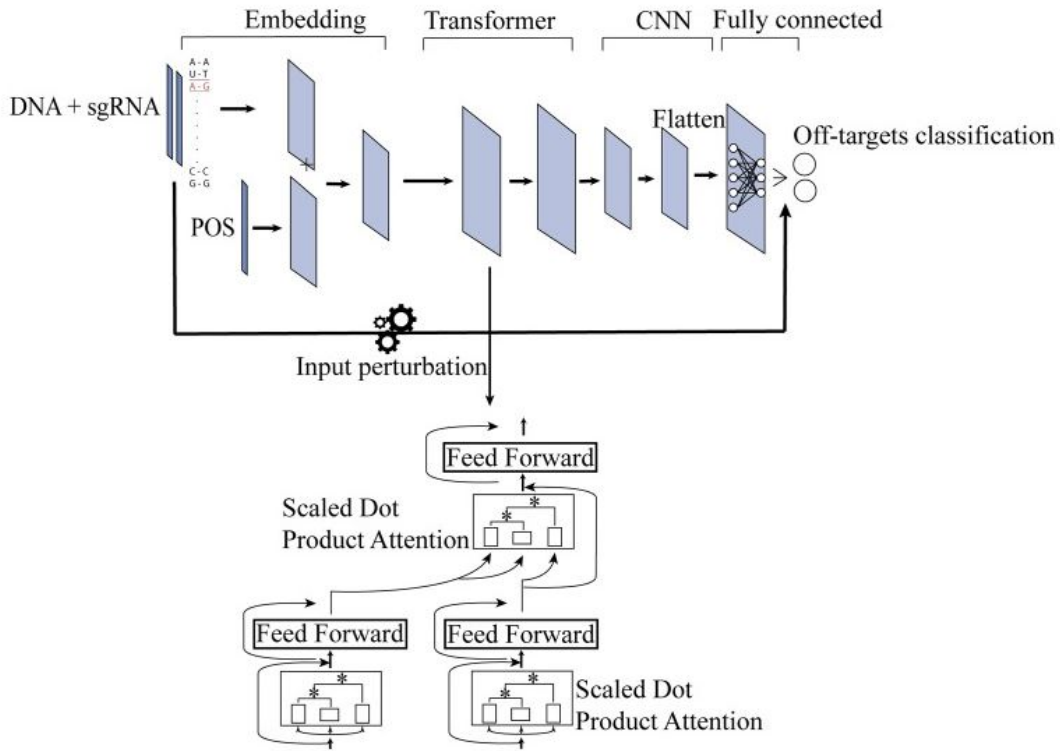 Embedding
Transformer
CNN
Fully connected
DNA + sgRNA
A - A
U - T
A - G
C - C
G - G
POS
Flatten
Off-targets classification
Input perturbation
Feed Forward
Scaled Dot
Product Attention
Feed Forward
Feed Forward
Scaled Dot
Product Attention